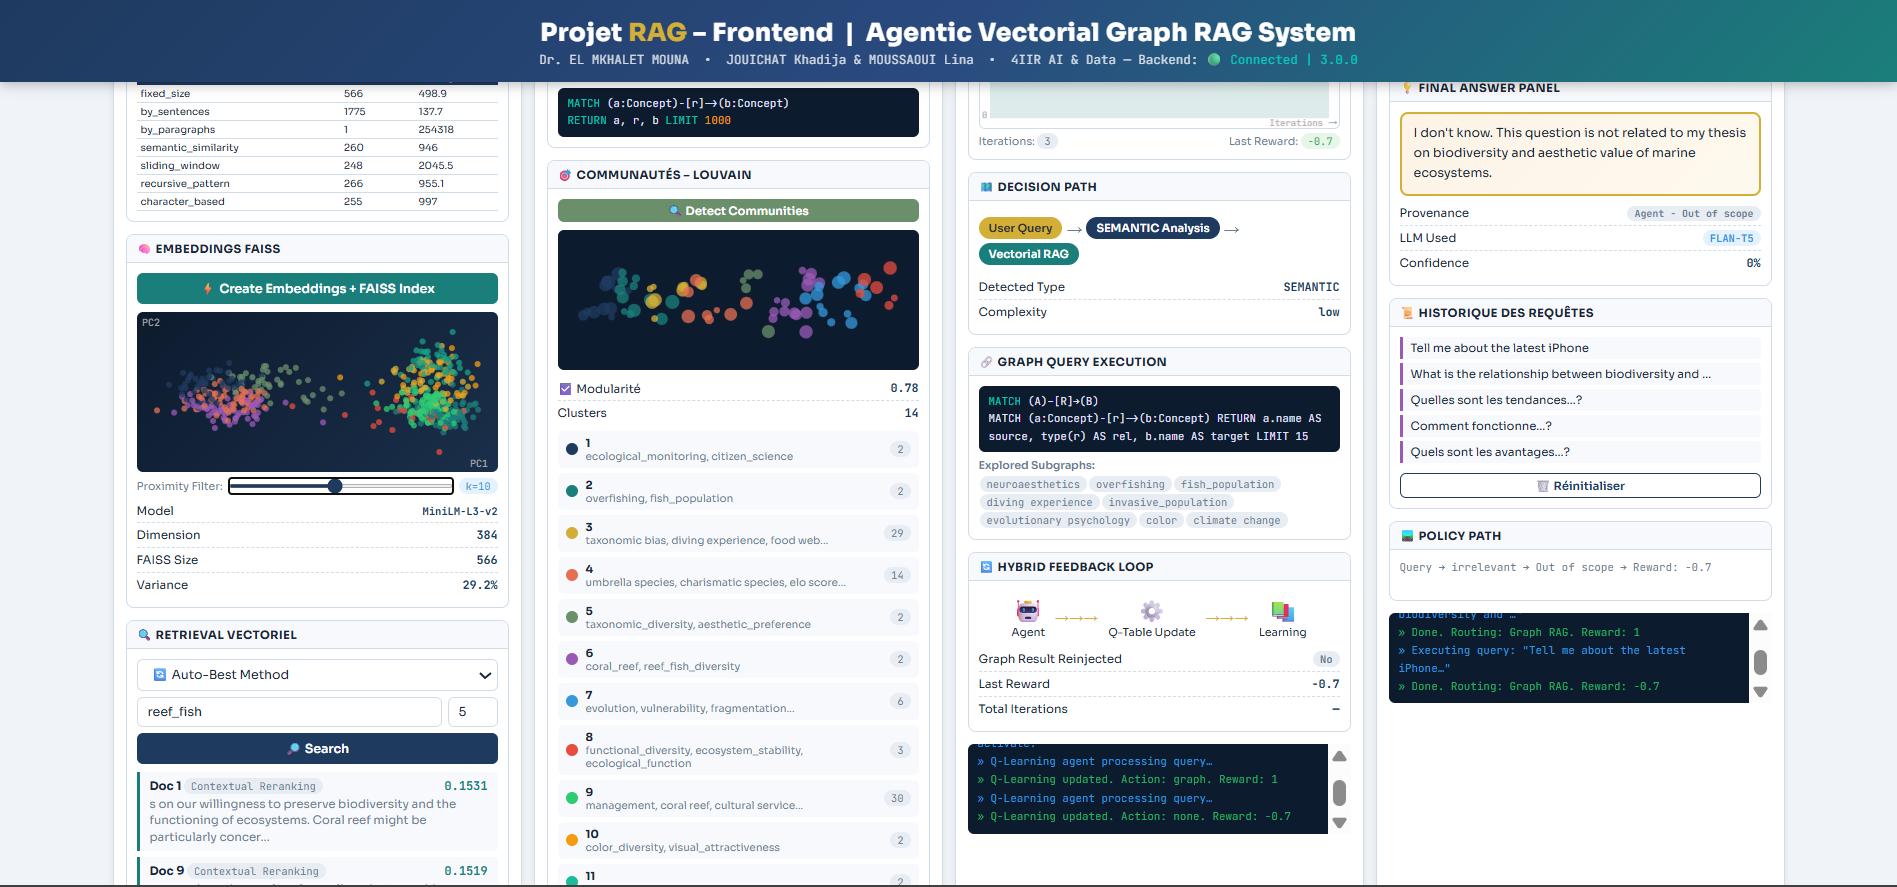 Projet RAG – Frontend | Agentic Vectorial Graph RAG System
Dr. EL MKHALET MOUNA • JOUICHAT Khadija & MOUSSAOUI Lina • 4IIR AI & Data — Backend: Connected | 3.0.0
fixed_size 566 498.9
by_sentences 1775 137.7
by_paragraphs 1 254318
semantic_similarity 260 946
sliding_window 248 2045.5
recursive_pattern 266 955.1
character_based 255 997
EMBEDDINGS FAISS
Create Embeddings + FAISS Index
PC2
PC1
Proximity Filter: k=10
Model MiniLM-L3-v2
Dimension 384
FAISS Size 566
Variance 29.2%
RETRIEVAL VECTORIEL
Auto-Best Method
reef_fish 5
Search
Doc 1 Contextual Reranking 0.1531
s on our willingness to preserve biodiversity and the
functioning of ecosystems. Coral reef might be
particularly concer...
Doc 9 Contextual Reranking 0.1519
MATCH (a:Concept)-[r]→(b:Concept)
RETURN a, r, b LIMIT 1000
COMMUNAUTÉS – LOUVAIN
Detect Communities
Modularité 0.78
Clusters 14
1
ecological_monitoring, citizen_science 2
2
overfishing, fish_population 2
3
taxonomic bias, diving experience, food web... 29
4
umbrella species, charismatic species, elo score... 14
5
taxonomic_diversity, aesthetic_preference 2
6
coral_reef, reef_fish_diversity 2
7
evolution, vulnerability, fragmentation... 6
8
functional_diversity, ecosystem_stability,
ecological_function 3
9
management, coral reef, cultural service... 30
10
color_diversity, visual_attractiveness 2
11
2
0
Iterations →
Iterations: 3 Last Reward: -0.7
DECISION PATH
User Query → SEMANTIC Analysis →
Vectorial RAG
Detected Type SEMANTIC
Complexity low
GRAPH QUERY EXECUTION
MATCH (A)-[R]→(B)
MATCH (a:Concept)-[r]→(b:Concept) RETURN a.name AS
source, type(r) AS rel, b.name AS target LIMIT 15
Explored Subgraphs:
neuroaesthetics overfishing fish_population
diving experience invasive_population
evolutionary psychology color climate change
HYBRID FEEDBACK LOOP
Agent →→→ Q-Table Update →→→ Learning
Graph Result Reinjected No
Last Reward -0.7
Total Iterations —
activate.
» Q-Learning agent processing query…
» Q-Learning updated. Action: graph. Reward: 1
» Q-Learning agent processing query…
» Q-Learning updated. Action: none. Reward: -0.7
FINAL ANSWER PANEL
I don't know. This question is not related to my thesis
on biodiversity and aesthetic value of marine
ecosystems.
Provenance Agent - Out of scope
LLM Used FLAN-T5
Confidence 0%
HISTORIQUE DES REQUÊTES
Tell me about the latest iPhone
What is the relationship between biodiversity and ...
Quelles sont les tendances...?
Comment fonctionne...?
Quels sont les avantages...?
Réinitialiser
POLICY PATH
Query → irrelevant → Out of scope → Reward: -0.7
biodiversity and …"
» Done. Routing: Graph RAG. Reward: 1
» Executing query: "Tell me about the latest
iPhone…"
» Done. Routing: Graph RAG. Reward: -0.7